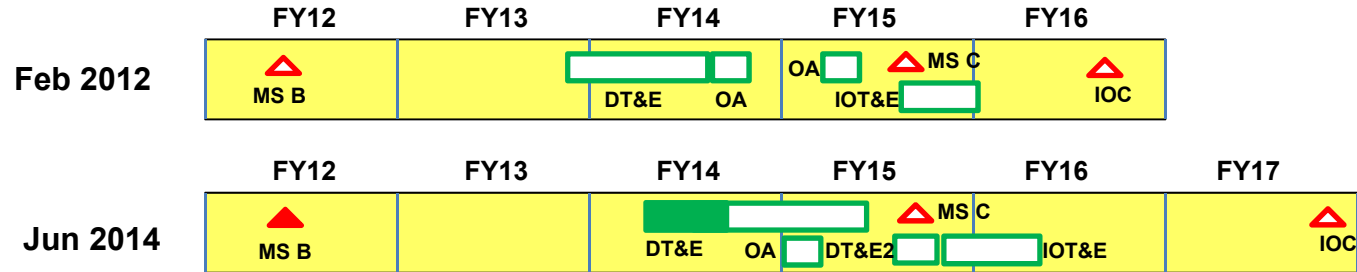 FY12 FY13 FY14 FY15 FY16
Feb 2012
OA MS C
MS B DT&E OA IOT&E IOC
FY12 FY13 FY14 FY15 FY16 FY17
Jun 2014
MS C
MS B DT&E OA DT&E2 IOT&E IOC